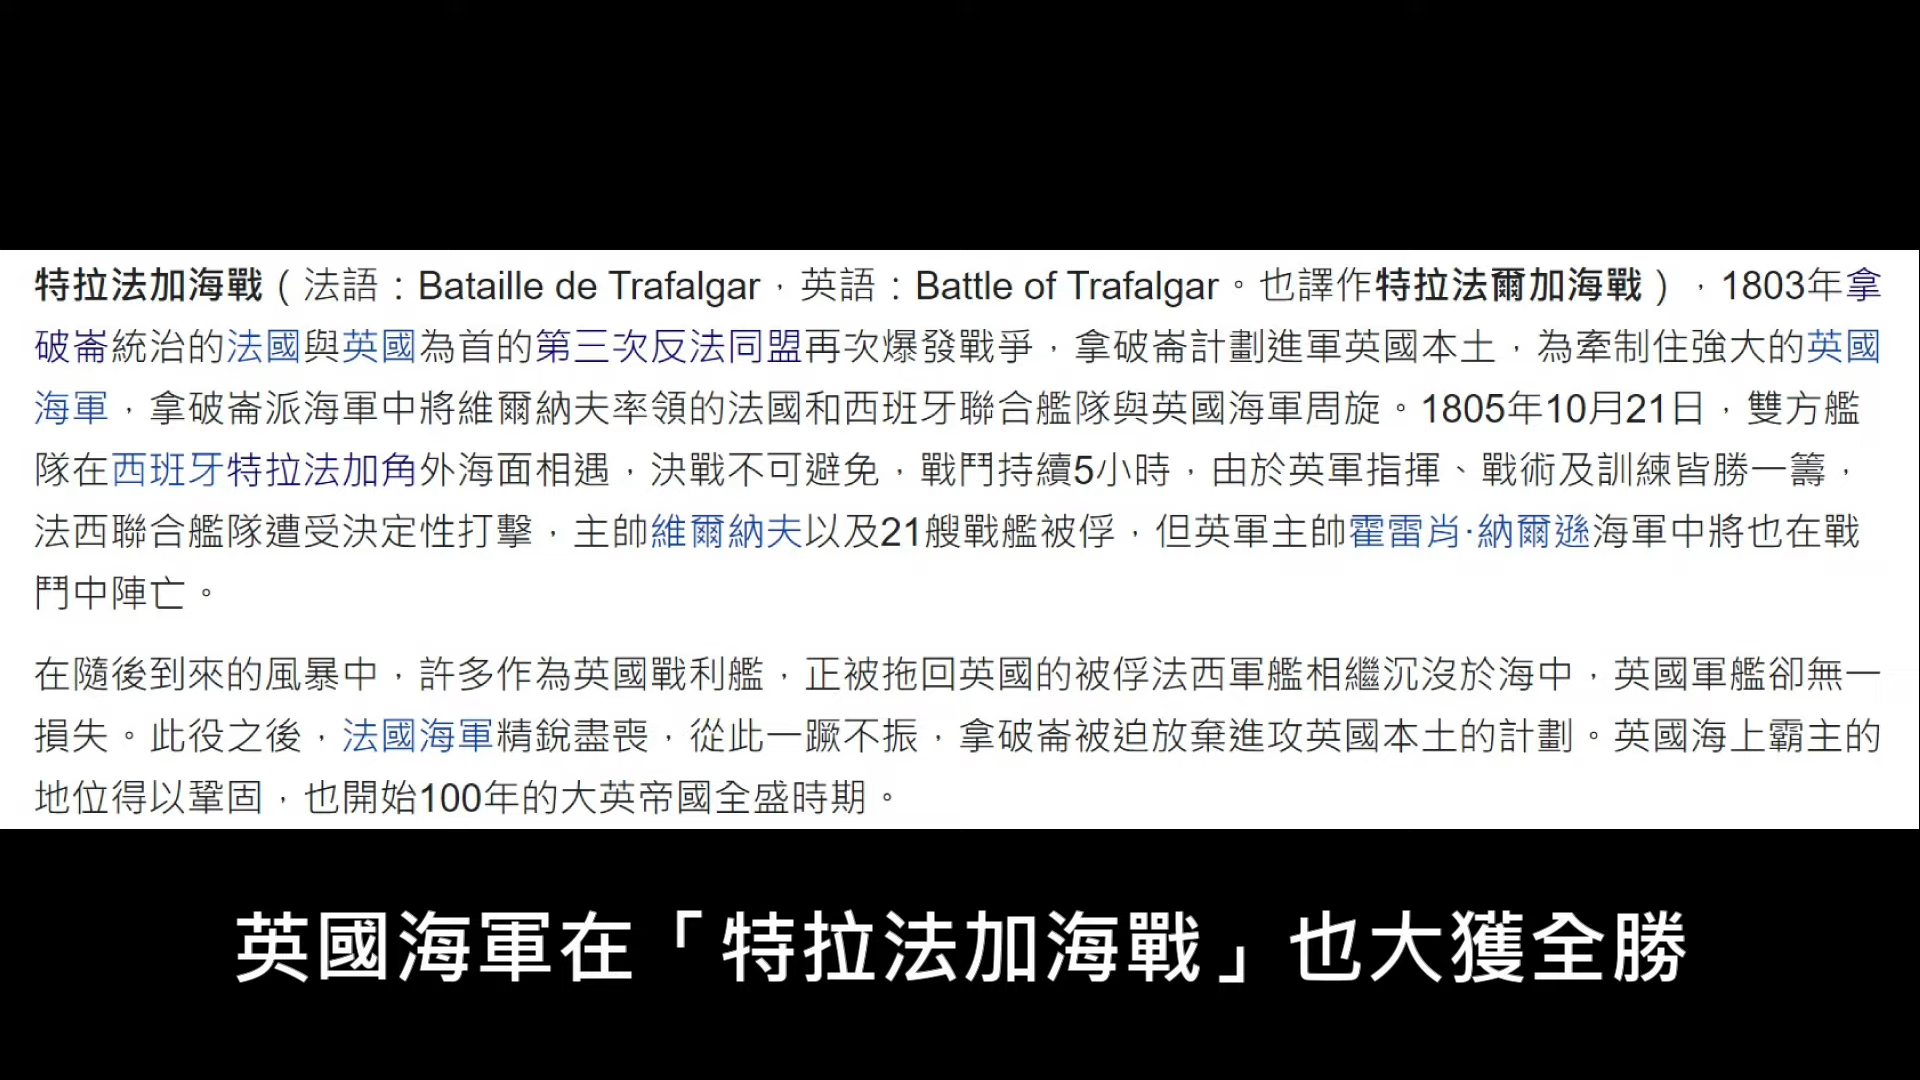 特拉法加海戰（法語：Bataille de Trafalgar，英語：Battle of Trafalgar。也譯作特拉法爾加海戰），1803年拿
破崙統治的法國與英國為首的第三次反法同盟再次爆發戰爭，拿破崙計劃進軍英國本土，為牽制住強大的英國
海軍，拿破崙派海軍中將維爾納夫率領的法國和西班牙聯合艦隊與英國海軍周旋。1805年10月21日，雙方艦
隊在西班牙特拉法加角外海面相遇，決戰不可避免，戰鬥持續5小時，由於英軍指揮、戰術及訓練皆勝一籌，
法西聯合艦隊遭受決定性打擊，主帥維爾納夫以及21艘戰艦被俘，但英軍主帥霍雷肖·納爾遜海軍中將也在戰
鬥中陣亡。
在隨後到來的風暴中，許多作為英國戰利艦，正被拖回英國的被俘法西軍艦相繼沉沒於海中，英國軍艦卻無一
損失。此役之後，法國海軍精銳盡喪，從此一蹶不振，拿破崙被迫放棄進攻英國本土的計劃。英國海上霸主的
地位得以鞏固，也開始100年的大英帝國全盛時期。
英國海軍在「特拉法加海戰」也大獲全勝